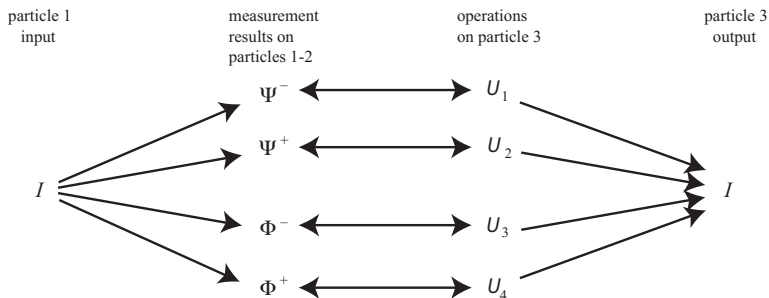 particle 1
input
measurement
results on
particles 1-2
operations
on particle 3
particle 3
output
Ψ⁻
U₁
Ψ⁺
U₂
I
I
Φ⁻
U₃
Φ⁺
U₄